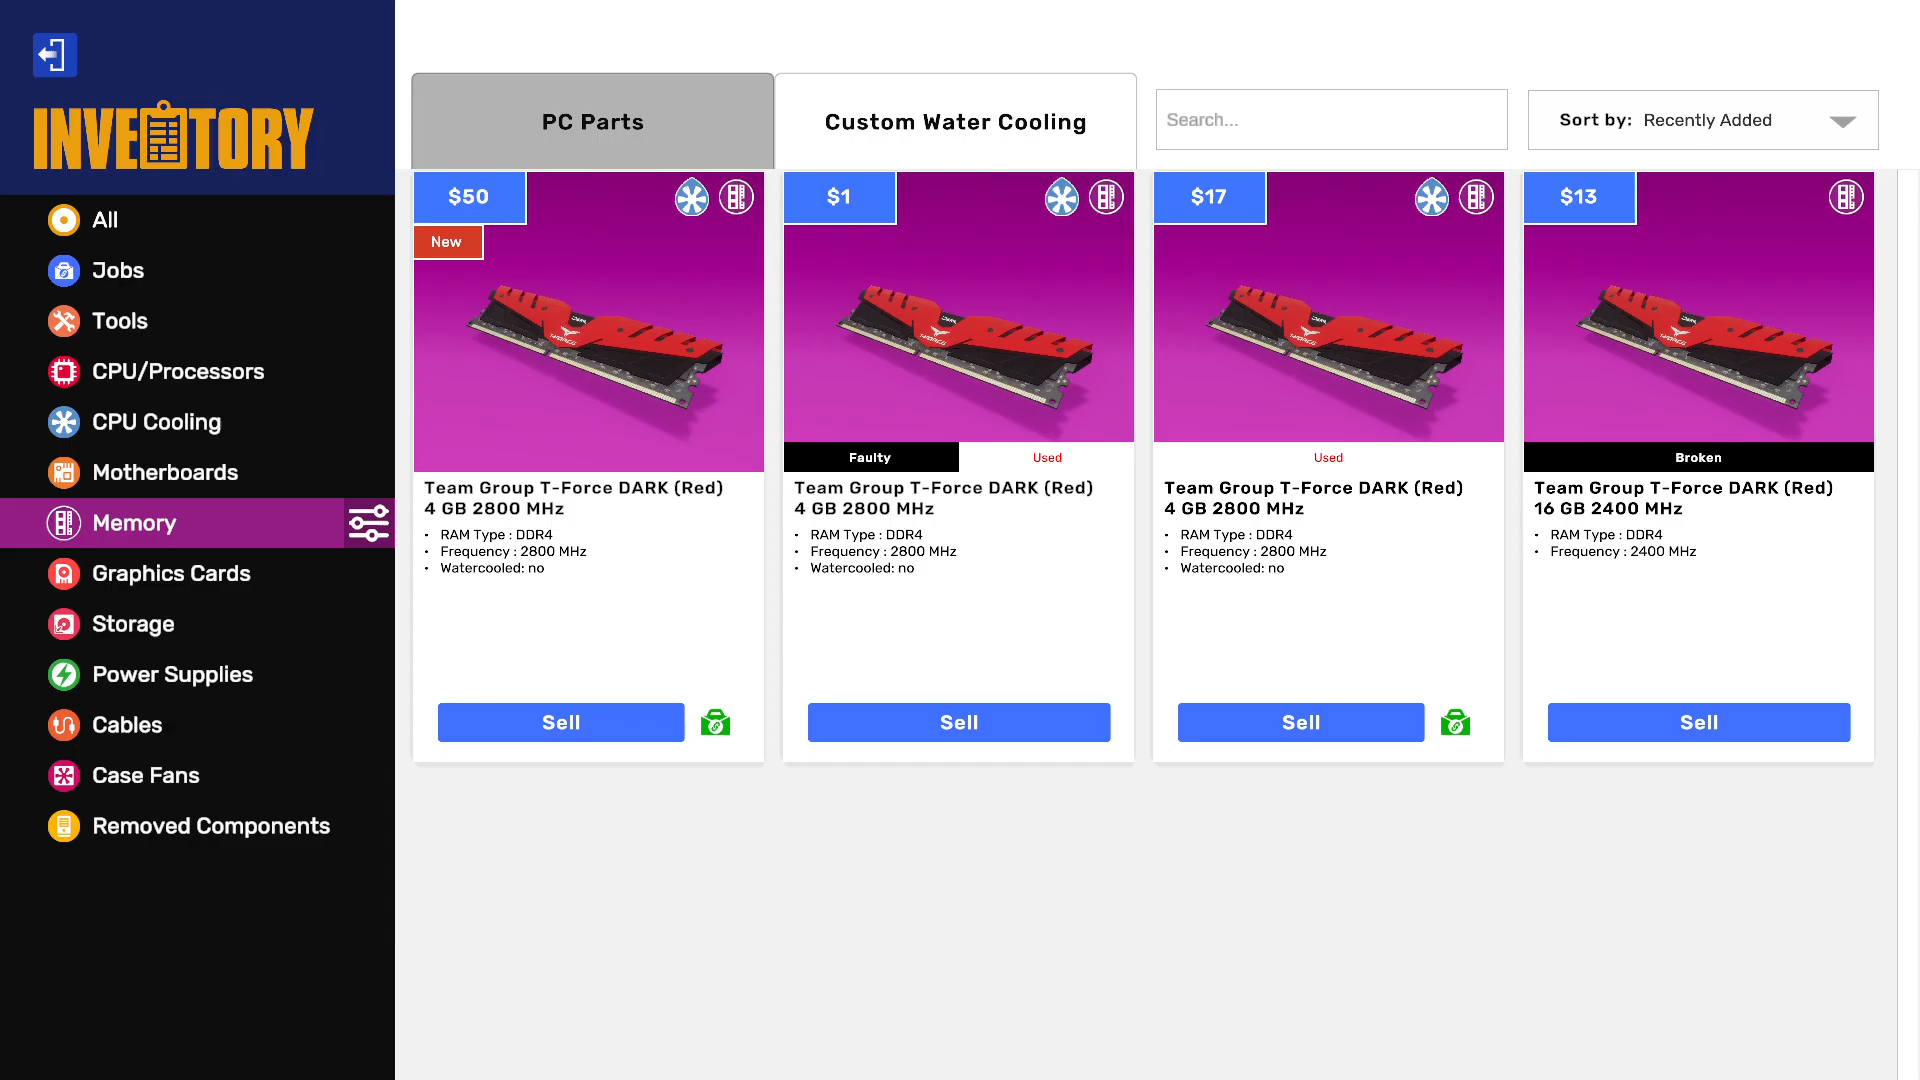 INVENTORY
All
Jobs
Tools
CPU/Processors
CPU Cooling
Motherboards
Memory
Graphics Cards
Storage
Power Supplies
Cables
Case Fans
Removed Components
PC Parts
Custom Water Cooling
Search...
Sort by: Recently Added
$50
New
Team Group T-Force DARK (Red)
4 GB 2800 MHz
• RAM Type : DDR4
• Frequency : 2800 MHz
• Watercooled: no
Sell
$1
Faulty
Used
Team Group T-Force DARK (Red)
4 GB 2800 MHz
• RAM Type : DDR4
• Frequency : 2800 MHz
• Watercooled: no
Sell
$17
Used
Team Group T-Force DARK (Red)
4 GB 2800 MHz
• RAM Type : DDR4
• Frequency : 2800 MHz
• Watercooled: no
Sell
$13
Broken
Team Group T-Force DARK (Red)
16 GB 2400 MHz
• RAM Type : DDR4
• Frequency : 2400 MHz
Sell